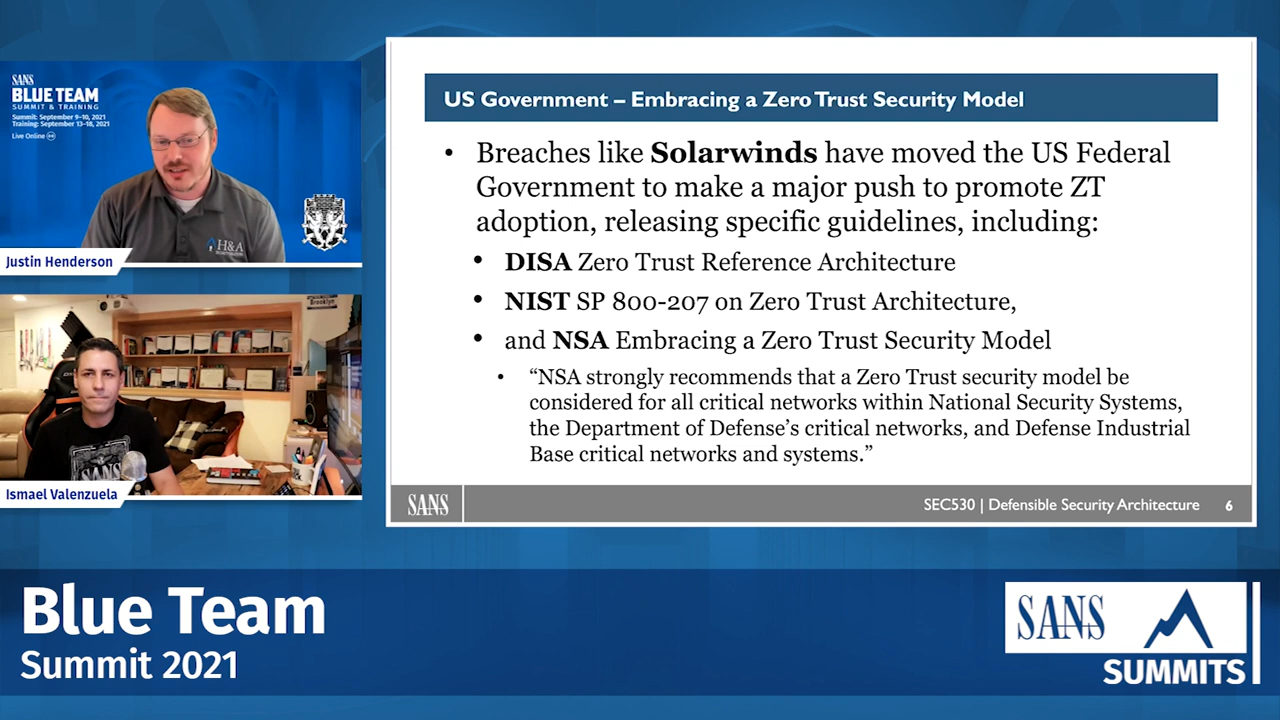 SANS
BLUE TEAM
SUMMIT & TRAINING
Summit: September 9–10, 2021
Training: September 13–18, 2021
Live Online
H&A
Justin Henderson
Brooklyn
SANS
Ismael Valenzuela
US Government – Embracing a Zero Trust Security Model
• Breaches like Solarwinds have moved the US Federal
Government to make a major push to promote ZT
adoption, releasing specific guidelines, including:
• DISA Zero Trust Reference Architecture
• NIST SP 800-207 on Zero Trust Architecture,
• and NSA Embracing a Zero Trust Security Model
• “NSA strongly recommends that a Zero Trust security model be
considered for all critical networks within National Security Systems,
the Department of Defense’s critical networks, and Defense Industrial
Base critical networks and systems.”
SANS
SEC530 | Defensible Security Architecture 6
Blue Team
Summit 2021
SANS
SUMMITS